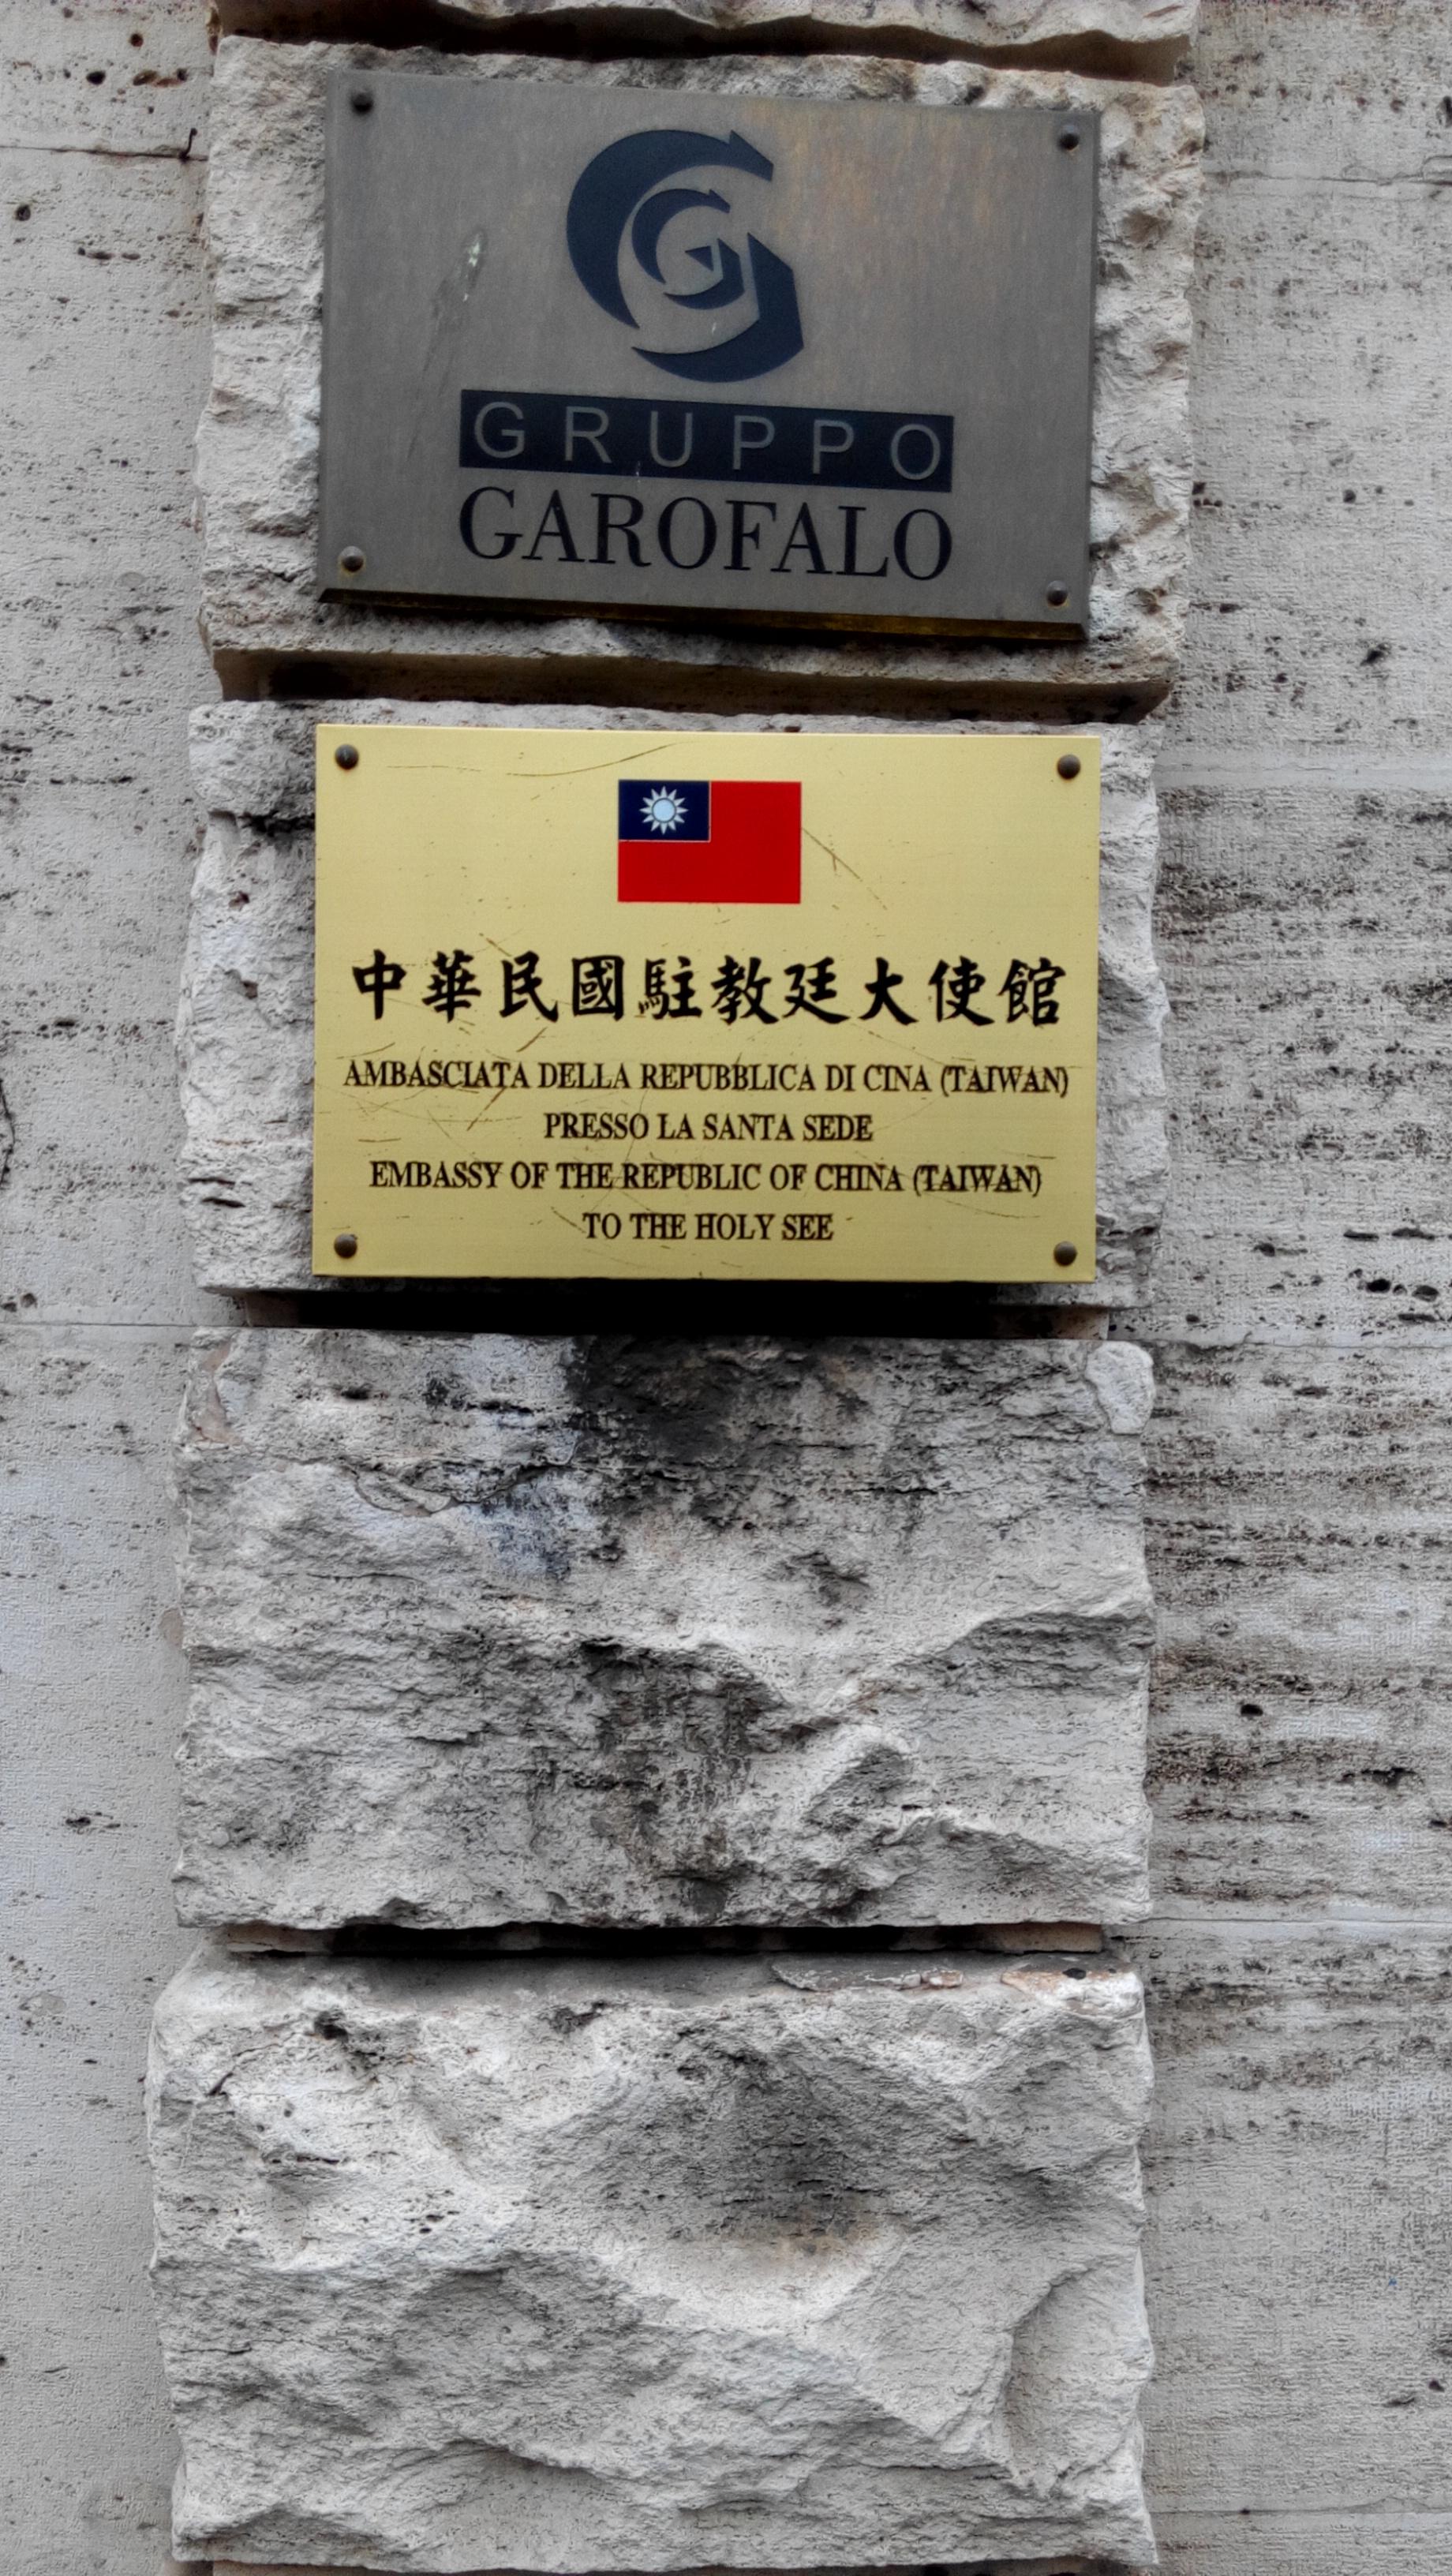 GRUPPO
GAROFALO
中華民國駐教廷大使館
AMBASCIATA DELLA REPUBBLICA DI CINA (TAIWAN)
PRESSO LA SANTA SEDE
EMBASSY OF THE REPUBLIC OF CHINA (TAIWAN)
TO THE HOLY SEE